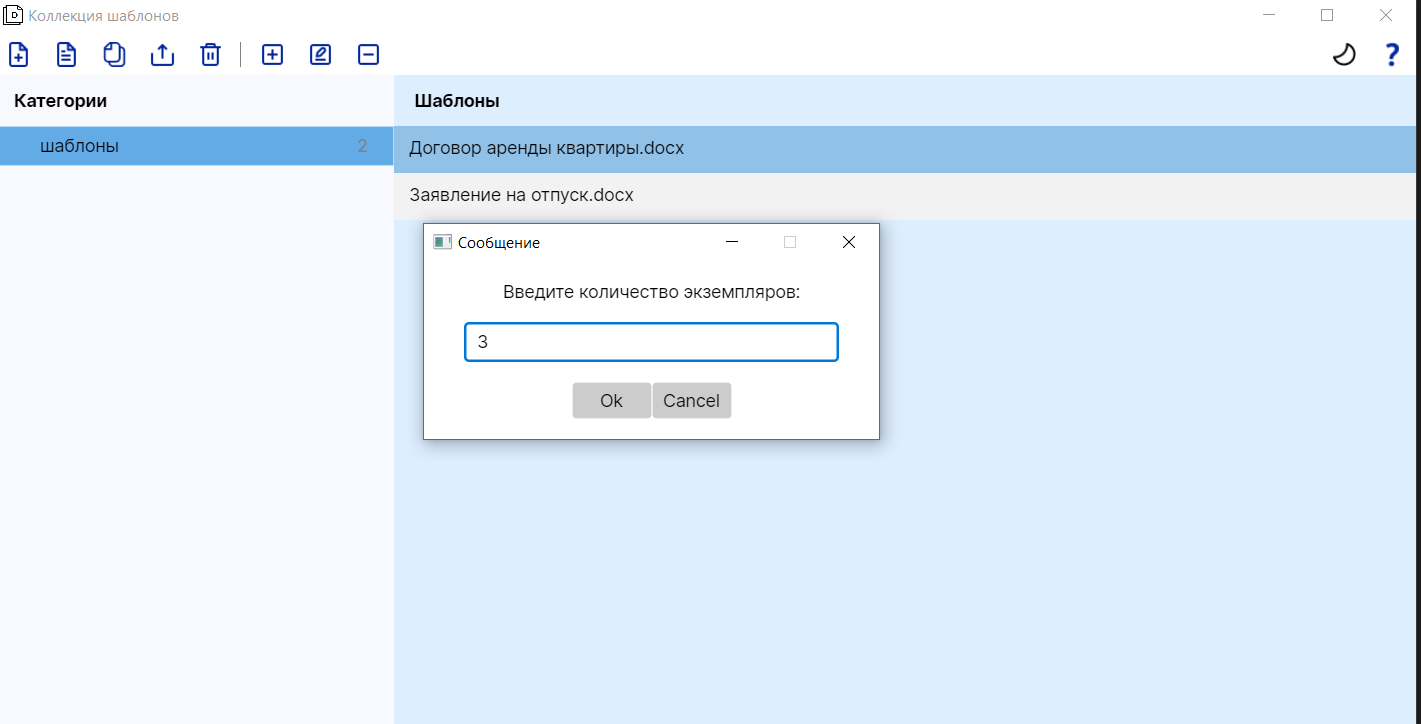 Коллекция шаблонов
?
Категории
Шаблоны
шаблоны 2
Договор аренды квартиры.docx
Заявление на отпуск.docx
Сообщение
Введите количество экземпляров:
3
Ok Cancel